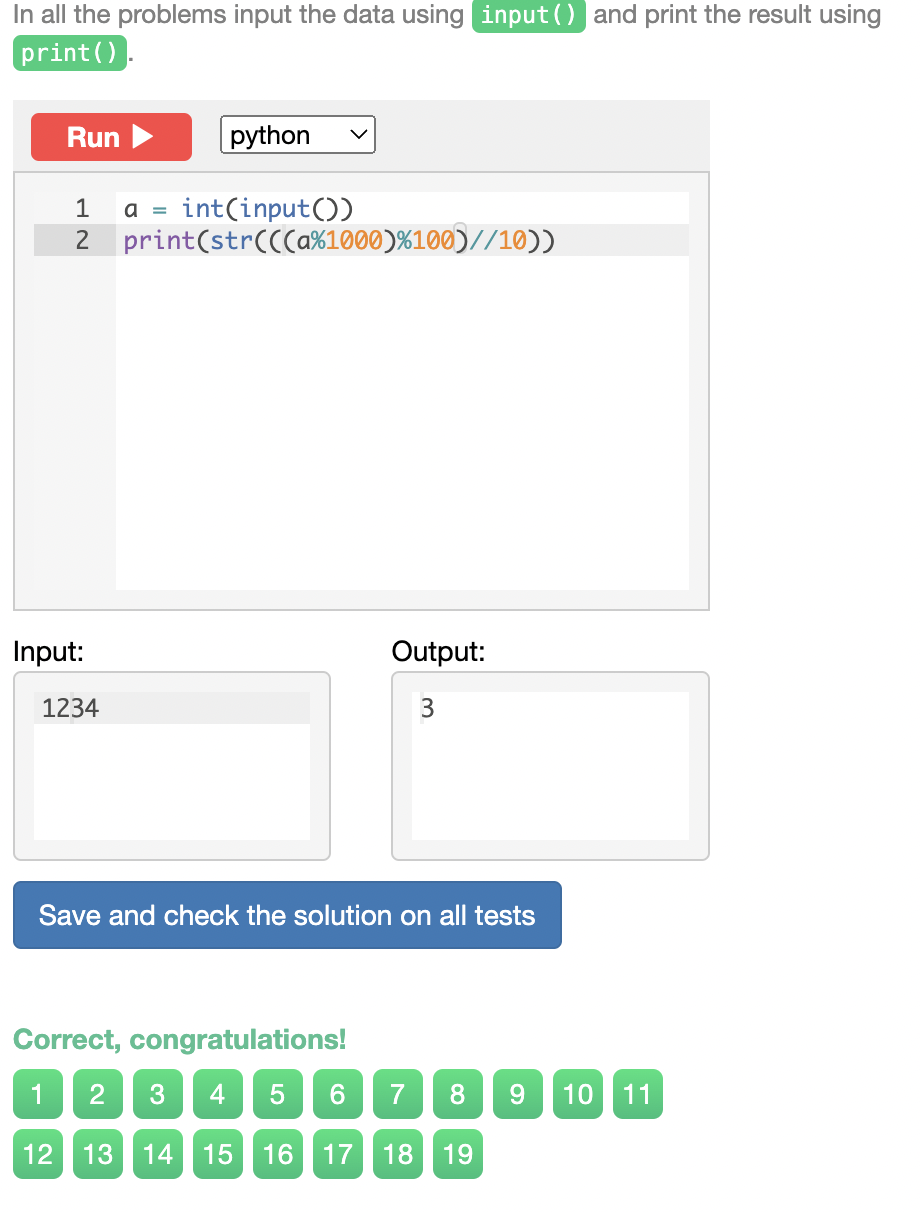 In all the problems input the data using input() and print the result using
print().
Run
python
1 a = int(input())
2 print(str(((a%1000)%100)//10))
Input:
Output:
1234
3
Save and check the solution on all tests
Correct, congratulations!
1 2 3 4 5 6 7 8 9 10 11
12 13 14 15 16 17 18 19